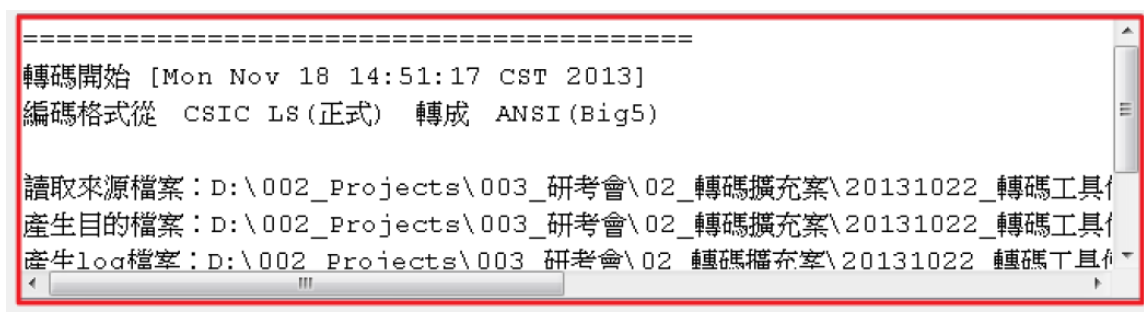 ========================================
轉碼開始 [Mon Nov 18 14:51:17 CST 2013]
編碼格式從 CSIC LS(正式) 轉成 ANSI(Big5)
讀取來源檔案：D:\002_Projects\003_研考會\02_轉碼擴充案\20131022_轉碼工具
產生目的檔案：D:\002_Projects\003_研考會\02_轉碼擴充案\20131022_轉碼工具
產生log檔案：D:\002_Projects\003_研考會\02_轉碼擴充案\20131022_轉碼工具